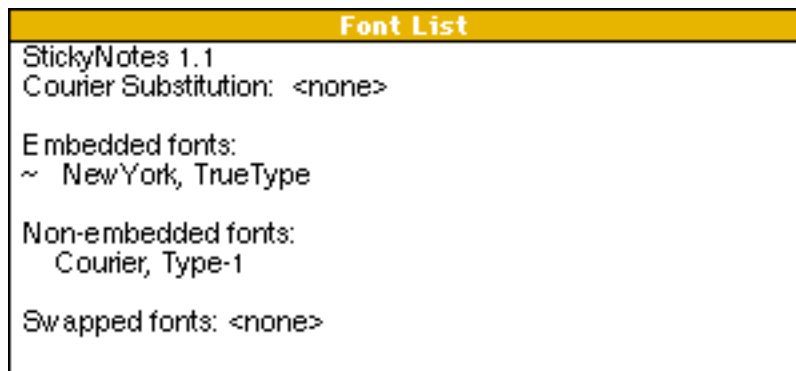 Font List
StickyNotes 1.1
Courier Substitution: <none>
Embedded fonts:
~ NewYork, TrueType
Non-embedded fonts:
Courier, Type-1
Swapped fonts: <none>